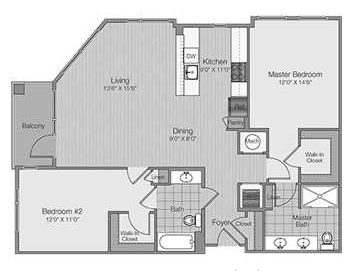 DW
Kitchen
9'0" X 11'0"
Living
13'6" X 15'6"
Master Bedroom
12'0" X 14'6"
Ref.
Pantry
Balcony
Dining
9'0" X 8'0"
Mech
Walk-In
Closet
Linen
Linen
Bedroom #2
12'0" X 11'0"
Bath
Walk-In
Closet
Foyer
Closet
Master
Bath